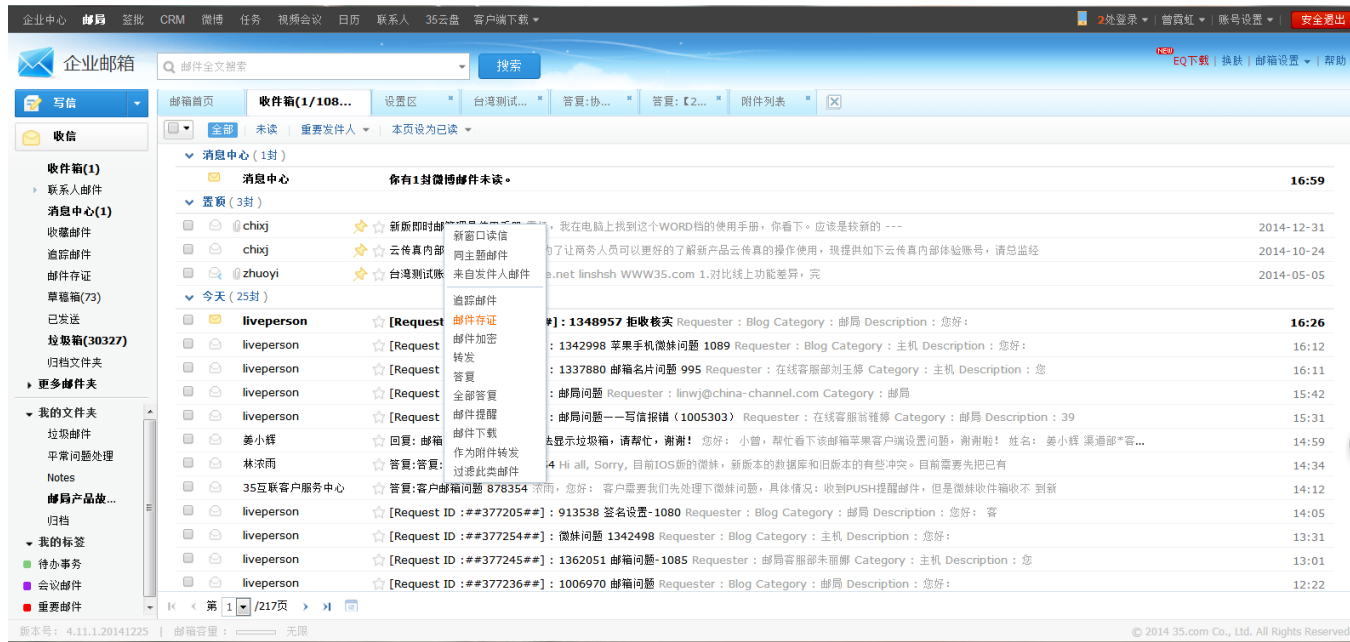 企业中心 邮局 签批 CRM 微博 任务 视频会议 日历 联系人 35云盘 客户端下载 2处登录 曾霞虹 账号设置 安全退出
企业邮箱 邮件全文搜索 搜索 NEW EQ下载 | 换肤 | 邮箱设置 | 帮助
写信 邮箱首页 收件箱(1/108... 设置区 台湾测试... 答复:协... 答复:【2... 附件列表
收信 全部 未读 重要发件人 本页设为已读
收件箱(1)
联系人邮件
消息中心(1)
收藏邮件
追踪邮件
邮件存证
草稿箱(73)
已发送
垃圾箱(30327)
归档文件夹
更多邮件夹
我的文件夹
垃圾邮件
平常问题处理
Notes
邮局产品故...
归档
我的标签
待办事务
会议邮件
重要邮件
消息中心 ( 1封 )
消息中心 你有1封微博邮件未读。 16:59
置顶 ( 3封 )
chixj 新版即时邮 ，我在电脑上找到这个WORD档的使用手册，你看下。应该是较新的 --- 2014-12-31
chixj 云传真内部 为了让商务人员可以更好的了解新产品云传真的操作使用，现提供如下云传真内部体验账号，请总监经 2014-10-24
zhuoyi 台湾测试账 e.net linshsh WWW35.com 1.对比线上功能差异，完 2014-05-05
今天 ( 25封 )
liveperson [Request #] : 1348957 拒收核实 Requester : Blog Category : 邮局 Description : 您好: 16:26
liveperson [Request : 1342998 苹果手机微妹问题 1089 Requester : Blog Category : 主机 Description : 您好: 16:12
liveperson [Request : 1337880 邮箱名片问题 995 Requester : 在线客服部刘玉婷 Category : 主机 Description : 您 16:11
liveperson [Request : 邮局问题 Requester : linwj@china-channel.com Category : 邮局 15:42
liveperson [Request : 邮局问题——写信报错（1005303） Requester : 在线客服翁雅婷 Category : 邮局 Description : 39 15:31
姜小辉 回复: 邮箱 去显示垃圾箱，请帮忙，谢谢! 您好: 小曾，帮忙看下该邮箱苹果客户端设置问题，谢谢啦! 姓名: 姜小辉 渠道部*客... 14:59
林浓雨 答复:答复: 54 Hi all, Sorry, 目前IOS版的微妹，新版本的数据库和旧版本的有些冲突。目前需要先把已有 14:34
35互联客户服务中心 答复:客户邮箱问题 878354 浓雨，您好: 客户需要我们先处理下微妹问题，具体情况：收到PUSH提醒邮件，但是微妹收件箱收不 到新 14:12
liveperson [Request ID :##377205##] : 913538 签名设置-1080 Requester : Blog Category : 邮局 Description : 您好: 客 14:05
liveperson [Request ID :##377254##] : 微妹问题 1342498 Requester : Blog Category : 主机 Description : 您好: 13:31
liveperson [Request ID :##377245##] : 1362051 邮箱问题-1085 Requester : 邮局客服部朱丽娜 Category : 主机 Description : 您 13:01
liveperson [Request ID :##377236##] : 1006970 邮箱问题 Requester : Blog Category : 邮局 Description : 您好: 12:22
新窗口读信
同主题邮件
来自发件人邮件
追踪邮件
邮件存证
邮件加密
转发
答复
全部答复
邮件提醒
邮件下载
作为附件转发
过滤此类邮件
第 1 /217页
版本号: 4.11.1.20141225 | 邮箱容量: 无限 © 2014 35.com Co., Ltd. All Rights Reserved